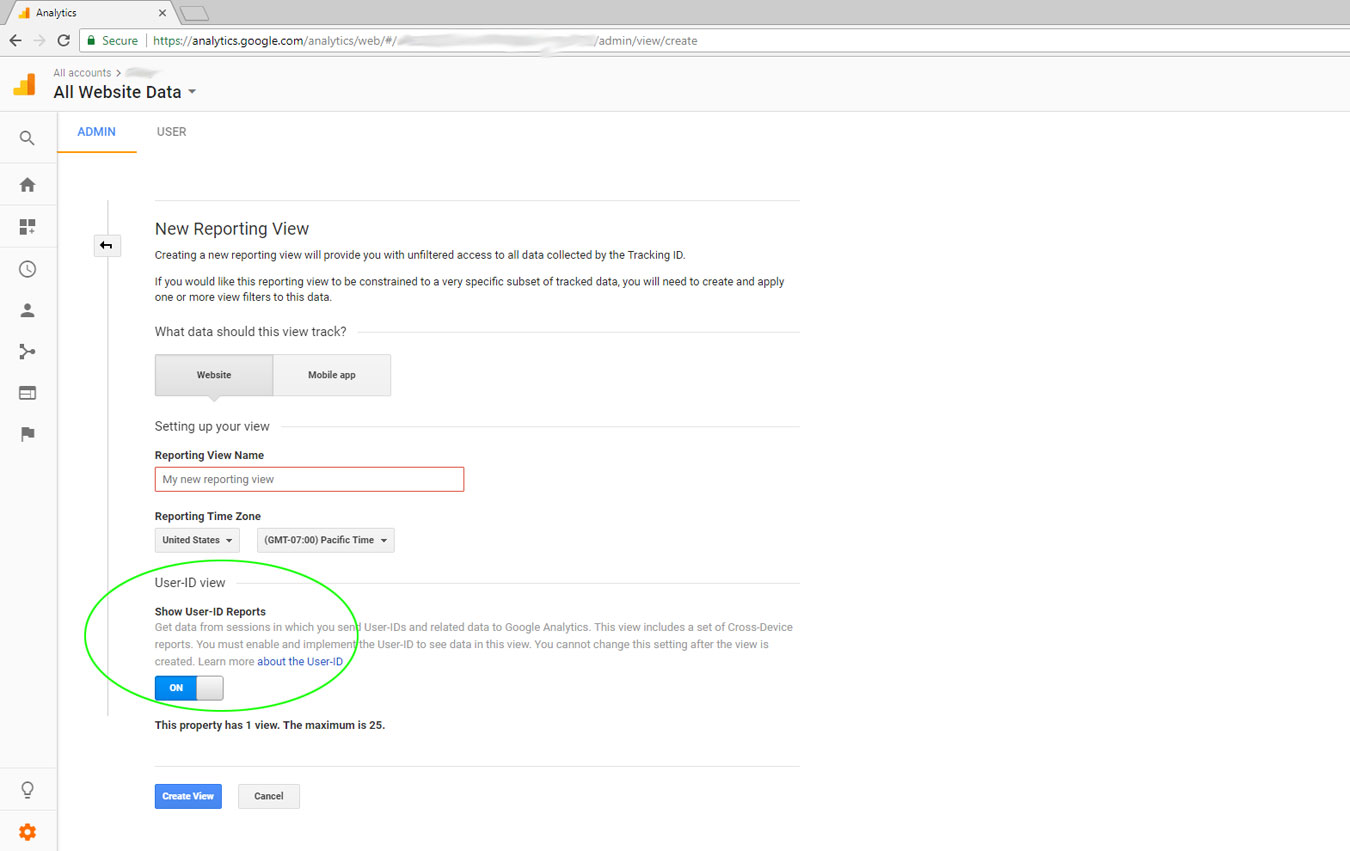 Analytics
Secure
https://analytics.google.com/analytics/web/#/ /admin/view/create
All accounts >
All Website Data
ADMIN USER
New Reporting View
Creating a new reporting view will provide you with unfiltered access to all data collected by the Tracking ID.
If you would like this reporting view to be constrained to a very specific subset of tracked data, you will need to create and apply
one or more view filters to this data.
What data should this view track?
Website Mobile app
Setting up your view
Reporting View Name
My new reporting view
Reporting Time Zone
United States (GMT-07:00) Pacific Time
User-ID view
Show User-ID Reports
Get data from sessions in which you send User-IDs and related data to Google Analytics. This view includes a set of Cross-Device
reports. You must enable and implement the User-ID to see data in this view. You cannot change this setting after the view is
created. Learn more about the User-ID
ON
This property has 1 view. The maximum is 25.
Create View Cancel